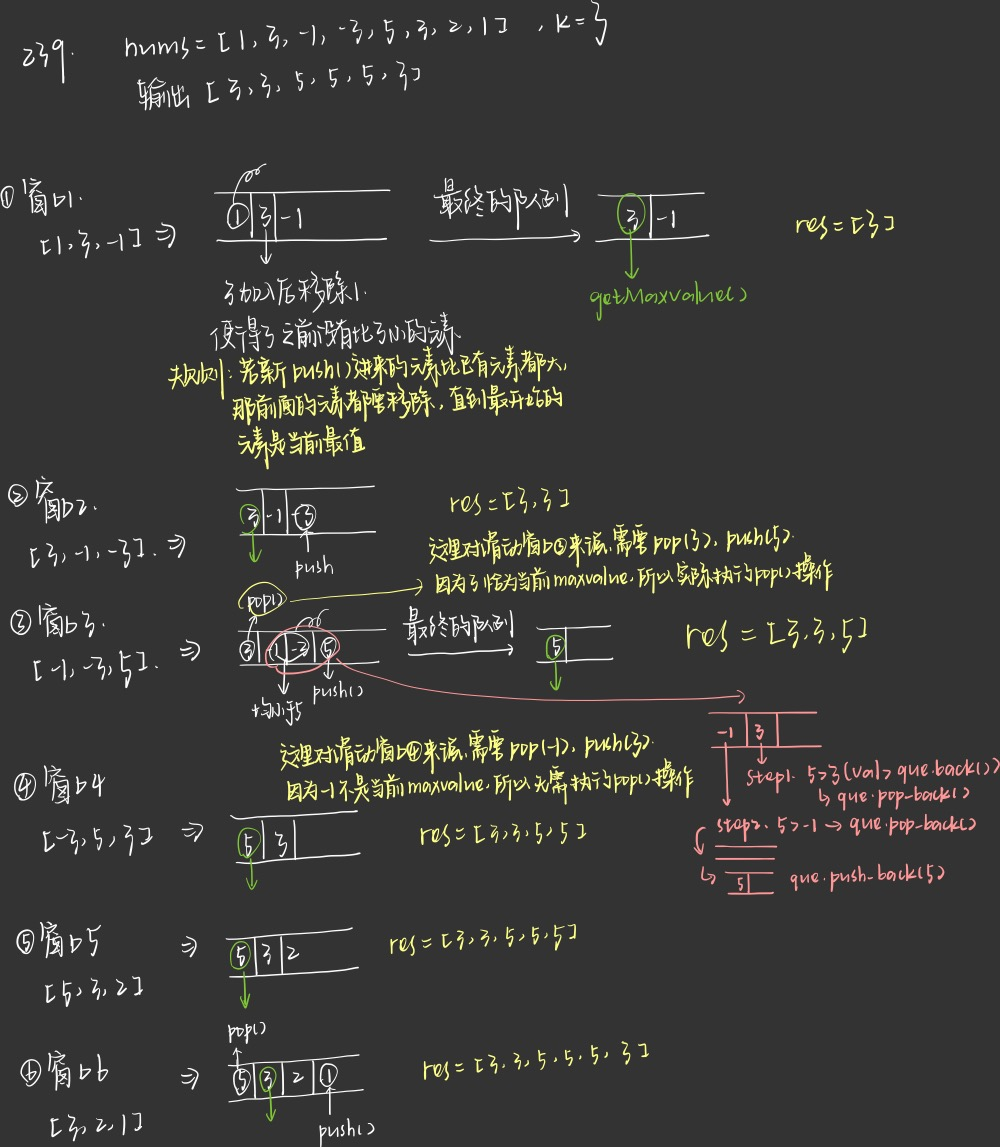 239. nums = [1, 3, -1, -3, 5, 3, 2, 1], k = 3
输出 [3, 3, 5, 5, 5, 3]
① 窗口1.
[1, 3, -1] ⇒
1 3 -1
最终的队列
3 -1
res = [3]
getMaxvalue()
3加入后移除1.
使得3之前没有比3小的元素.
规则: 若新push()进来的元素比已有元素都大,
那前面的元素都要移除, 直到最开始的
元素是当前最值
② 窗口2.
[3, -1, -3]. ⇒
3 -1 -3
push
res = [3, 3]
这里对滑动窗口③来说, 需要pop(3), push(5).
因为3恰为当前maxvalue, 所以实际执行pop()操作
pop()
③ 窗口3.
[-1, -3, 5]. ⇒
3 -1 -3 5
均小于5
push()
最终的队列
5
res = [3, 3, 5]
-1 3
step1. 5>3 (val > que.back())
↳ que.pop_back()
step2. 5>-1 → que.pop_back()
5 que.push_back(5)
这里对滑动窗口④来说, 需要pop(-1), push(3).
因为-1不是当前maxvalue, 所以无需执行pop()操作
④ 窗口4
[-3, 5, 3] ⇒
5 3
res = [3, 3, 5, 5]
⑤ 窗口5 ⇒
[5, 3, 2]
5 3 2
res = [3, 3, 5, 5, 5]
pop()
⑥ 窗口6 ⇒
[3, 2, 1]
5 3 2 1
push()
res = [3, 3, 5, 5, 5, 3]